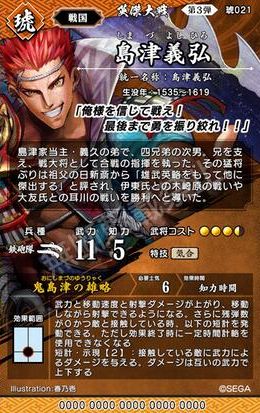 琥
戦国
英傑大戦
第3弾
琥021
しまづ よしひろ
島津義弘
統一名称：島津義弘
生没年～1535～1619
「俺様を信じて戦え！
最後まで勇を振り絞れ！！」
島津家当主・義久の弟で、四兄弟の次男。兄を支
え、戦大将として合戦の指揮を執った。その猛将
ぶりは祖父の日新斎から「雄武英略をもって他に
傑出する」と評され、伊東氏との木崎原の戦いや
大友氏との耳川の戦いを勝利へと導いた。
兵種 武力 知力 武将コスト
鉄砲隊 11 5 特技 気合
おにしまづのゆうりゃく
鬼島津の雄略
必要士気 6
効果時間 知力時間
効果範囲
武力と移動速度と射撃ダメージが上がり、移動
しながら射撃できるようになる。さらに残弾数
が0かつ敵と接触している時、以下の短計が発
動できる。ただし効果終了時に一定時間計略を
使用できなくなる
短計・示現【2】：接触している敵に武力によ
るダメージを与える。ダメージは互いの武力で
上下する
Illustration：春乃壱
©SEGA
0000 0000 0000 0000 0000